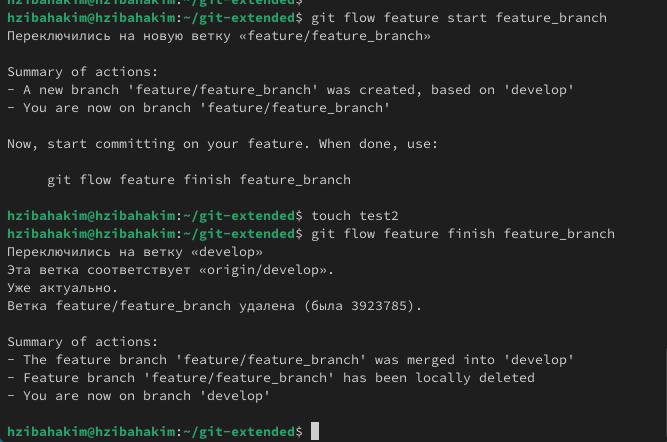 hzibahakim@hzibahakim:~/git-extended$
hzibahakim@hzibahakim:~/git-extended$ git flow feature start feature_branch
Переключились на новую ветку «feature/feature_branch»
Summary of actions:
- A new branch 'feature/feature_branch' was created, based on 'develop'
- You are now on branch 'feature/feature_branch'
Now, start committing on your feature. When done, use:
git flow feature finish feature_branch
hzibahakim@hzibahakim:~/git-extended$ touch test2
hzibahakim@hzibahakim:~/git-extended$ git flow feature finish feature_branch
Переключились на ветку «develop»
Эта ветка соответствует «origin/develop».
Уже актуально.
Ветка feature/feature_branch удалена (была 3923785).
Summary of actions:
- The feature branch 'feature/feature_branch' was merged into 'develop'
- Feature branch 'feature/feature_branch' has been locally deleted
- You are now on branch 'develop'
hzibahakim@hzibahakim:~/git-extended$